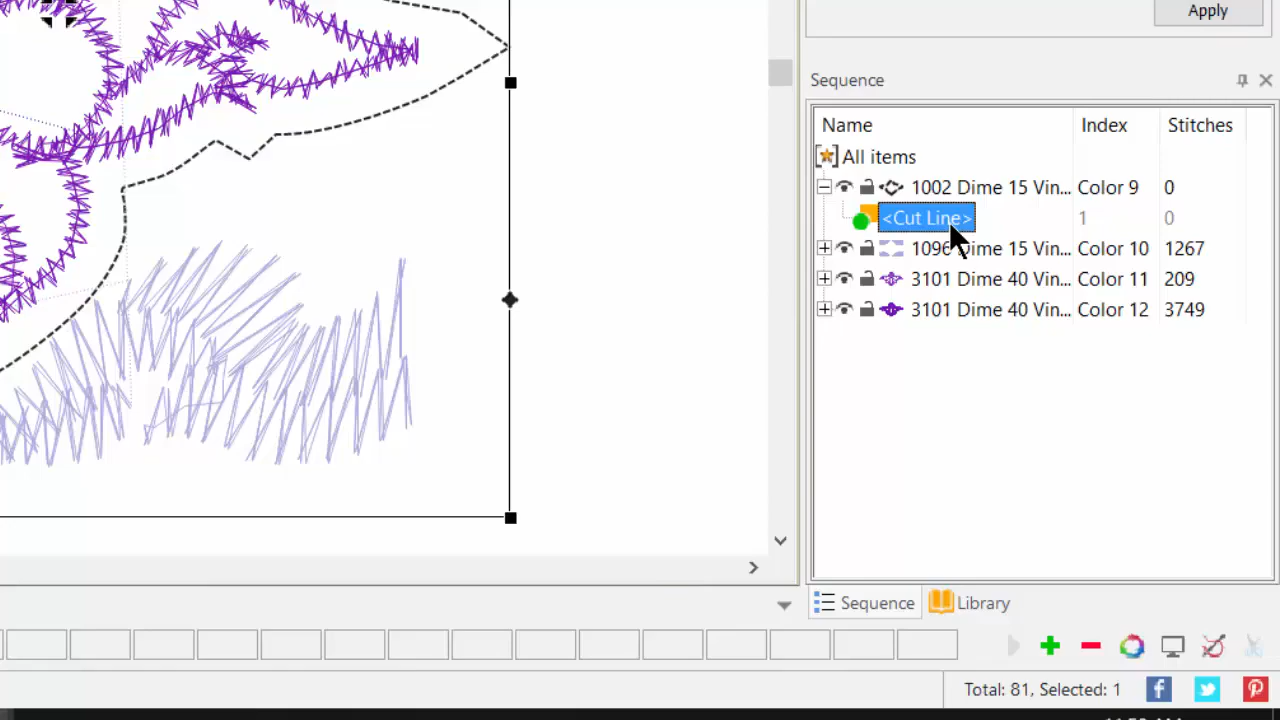 Apply
Sequence
Name Index Stitches
All items
1002 Dime 15 Vin... Color 9 0
<Cut Line> 1 0
1096 Dime 15 Vin... Color 10 1267
3101 Dime 40 Vin... Color 11 209
3101 Dime 40 Vin... Color 12 3749
Sequence Library
Total: 81, Selected: 1